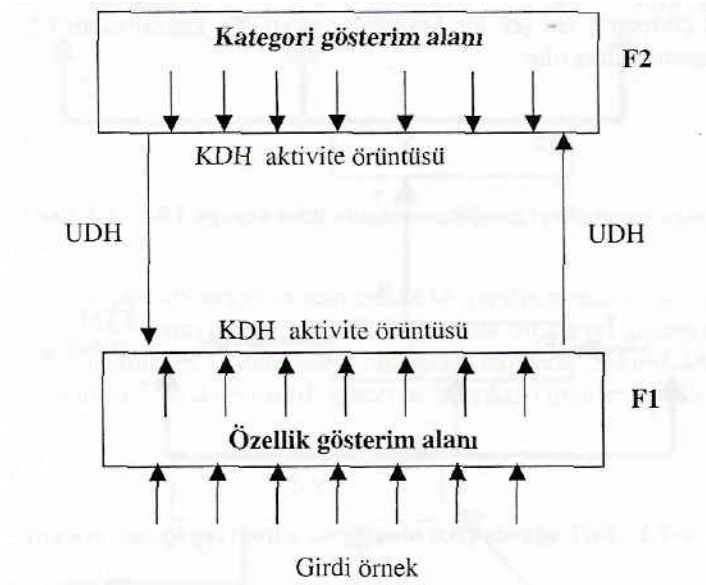 Kategori gösterim alanı
F2
KDH aktivite örüntüsü
UDH
UDH
KDH aktivite örüntüsü
F1
Özellik gösterim alanı
Girdi örnek